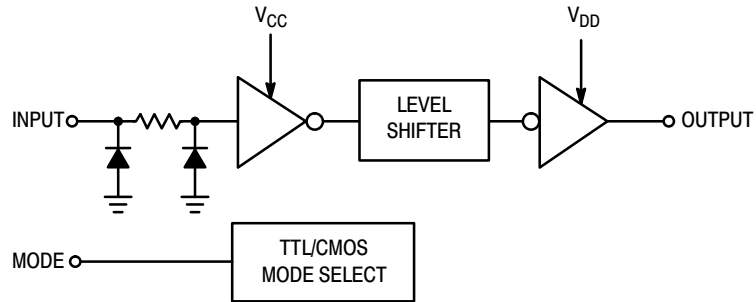 V_CC
V_DD
INPUT
LEVEL
SHIFTER
OUTPUT
MODE
TTL/CMOS
MODE SELECT